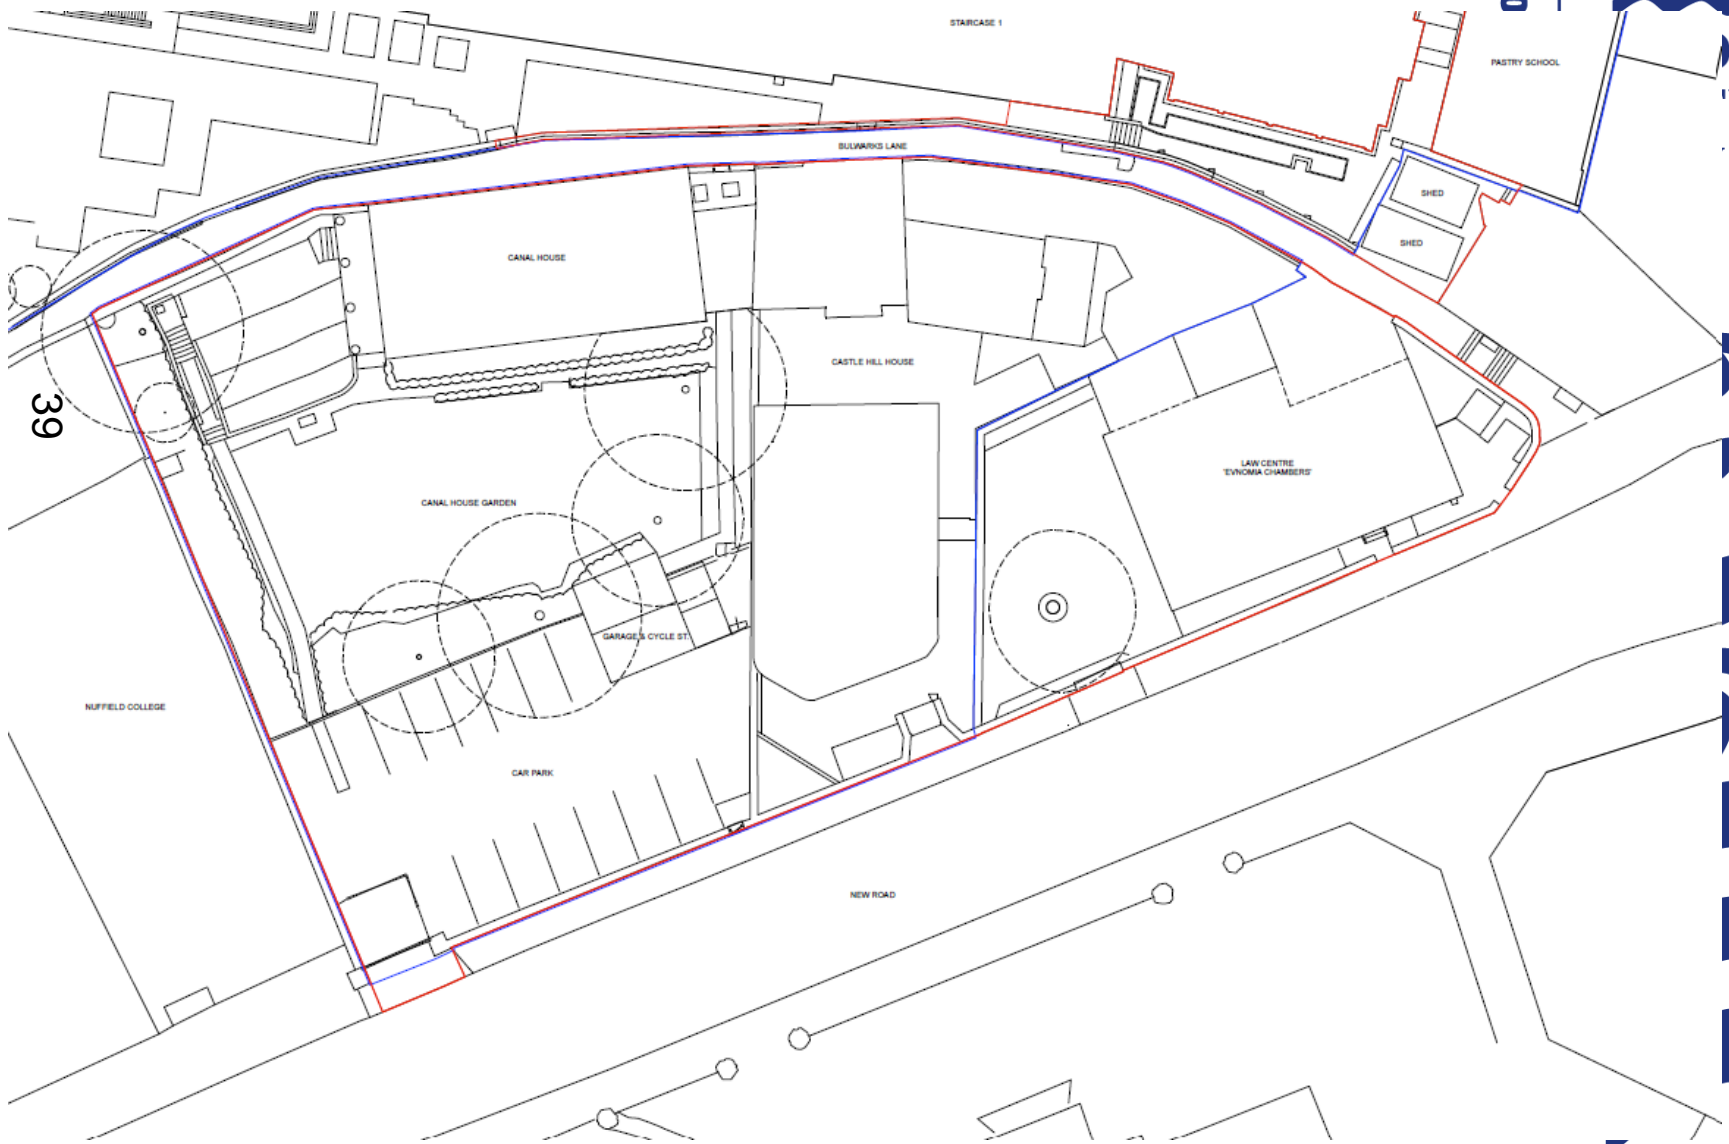 STAIRCASE 1
PASTRY SCHOOL
BULWARKS LANE
SHED
SHED
CANAL HOUSE
CASTLE HILL HOUSE
39
LAW CENTRE
'EVNOMIA CHAMBERS'
CANAL HOUSE GARDEN
GARAGE & CYCLE ST.
NUFFIELD COLLEGE
CAR PARK
NEW ROAD